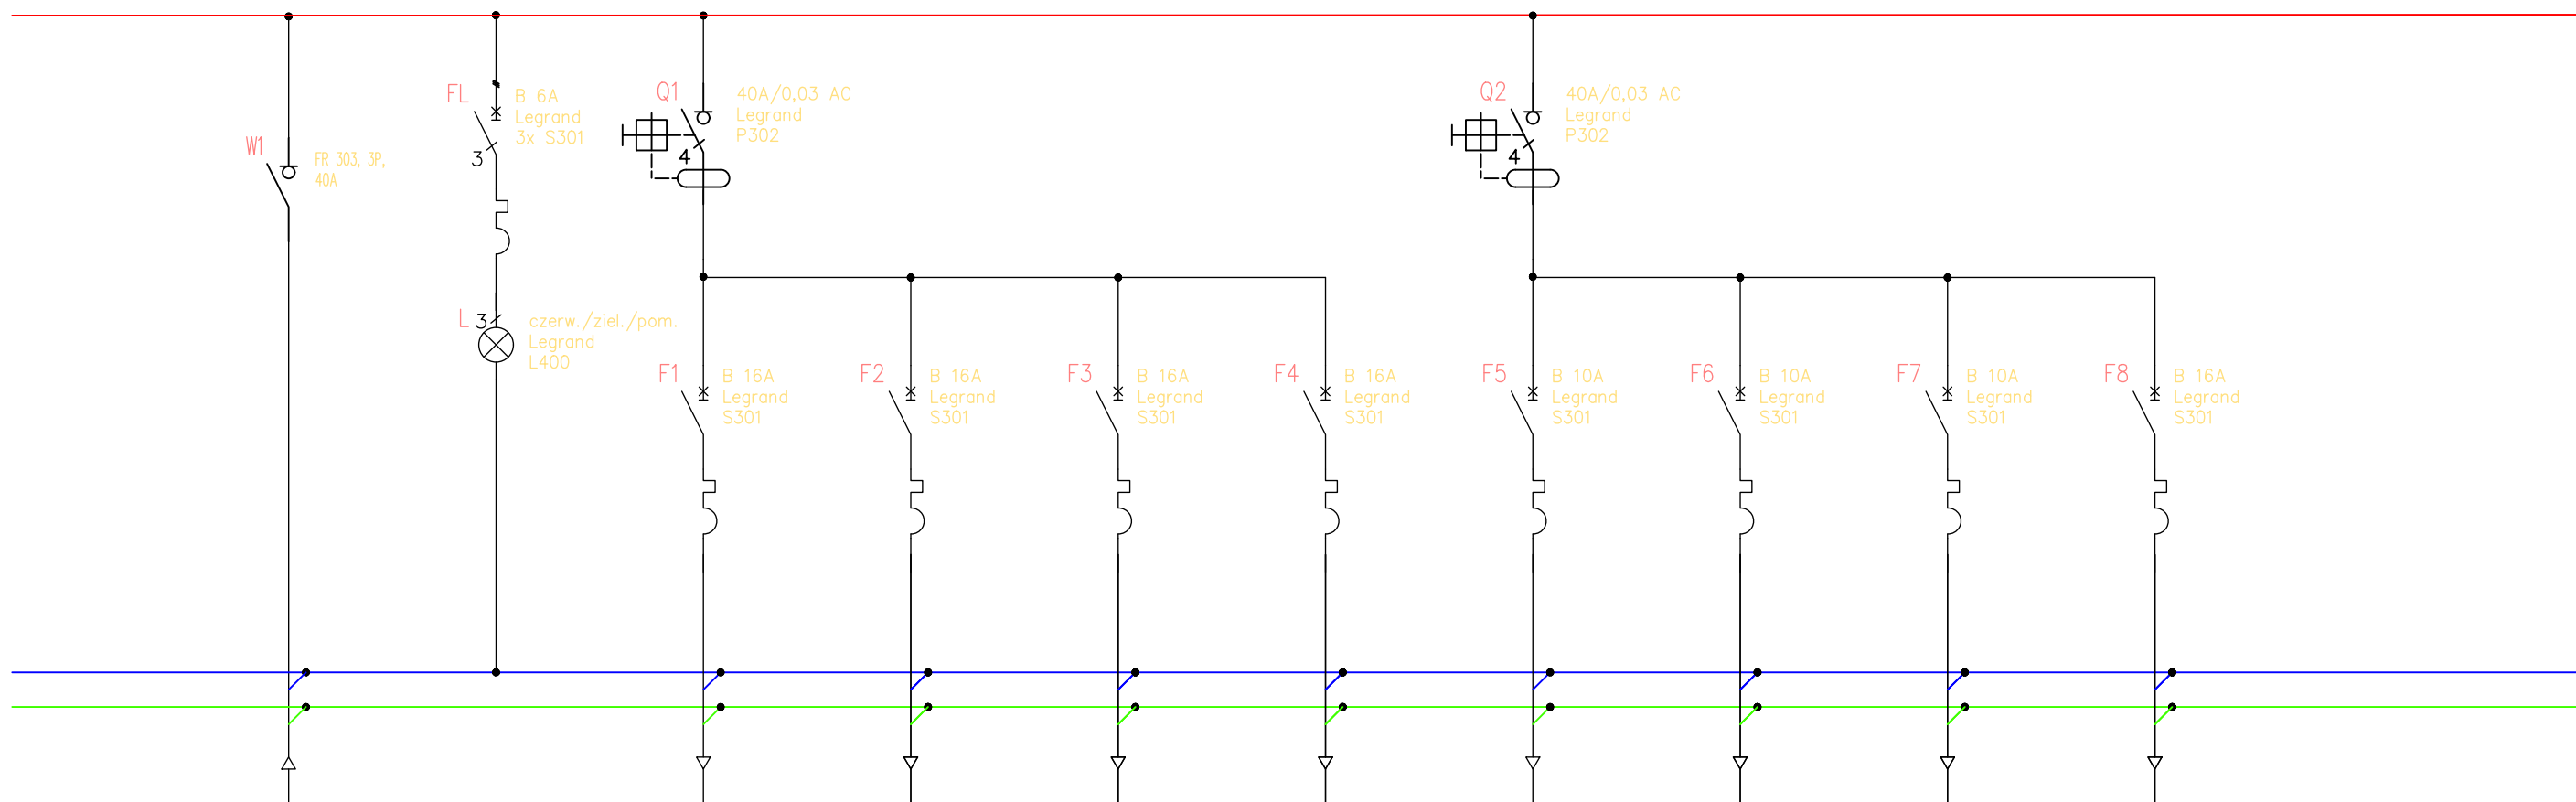 W1
FR 303, 3P,
40A
FL
B 6A
Legrand
3x S301
3
L
3
czerw./ziel./pom.
Legrand
L400
Q1
40A/0,03 AC
Legrand
P302
4
Q2
40A/0,03 AC
Legrand
P302
4
F1
B 16A
Legrand
S301
F2
B 16A
Legrand
S301
F3
B 16A
Legrand
S301
F4
B 16A
Legrand
S301
F5
B 10A
Legrand
S301
F6
B 10A
Legrand
S301
F7
B 10A
Legrand
S301
F8
B 16A
Legrand
S301